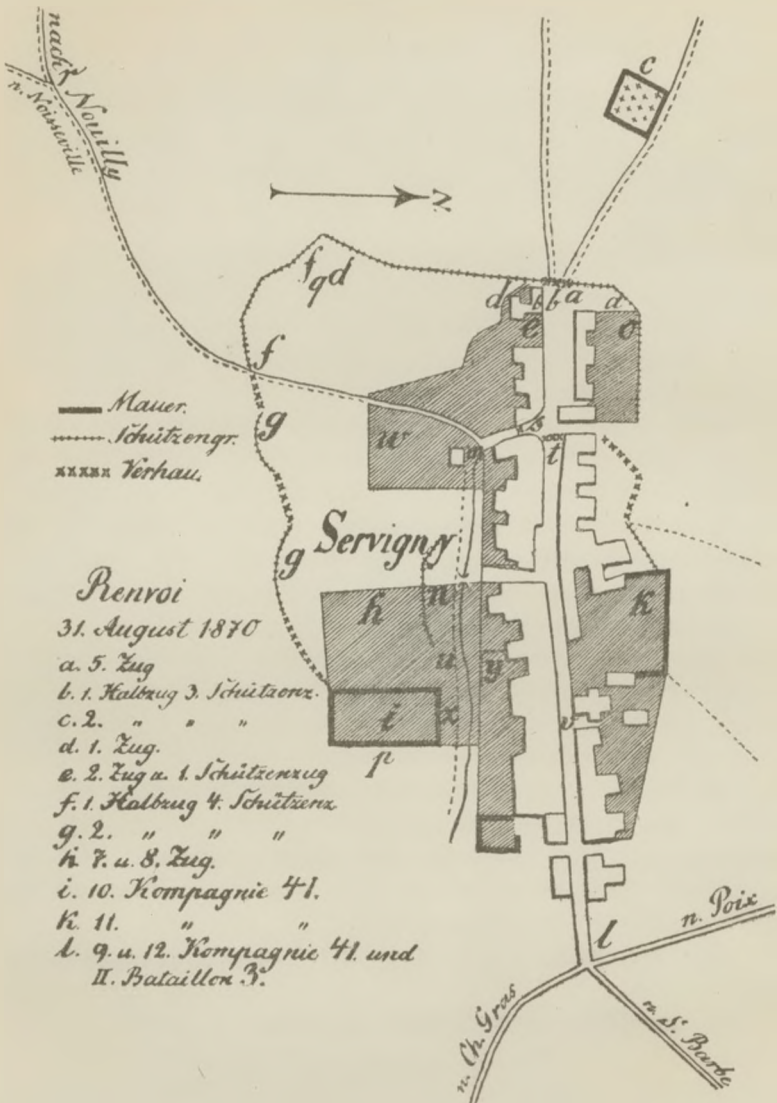 nach Nouilly
n. Noisseville
c
N
f q d
d
b b
a
d
e
o
f
Mauer.
g
Schützengr.
Verhau.
w
m
s
t
Servigny
g
h
n
k
u
y
i
x
v
p
l
n. Poix
n. Ch. Gras
n. S. Barbe
Renvoi
31. August 1870
a. 5. Zug
b. 1. Halbzug 3. Schützenz.
c. 2. " " "
d. 1. Zug.
e. 2. Zug u. 1. Schützenzug
f. 1. Halbzug 4. Schützenz
g. 2. " " "
h 7. u. 8. Zug.
i. 10. Kompagnie 41.
k. 11. " "
l. 9. u. 12. Kompagnie 41. und
II. Bataillon 3.